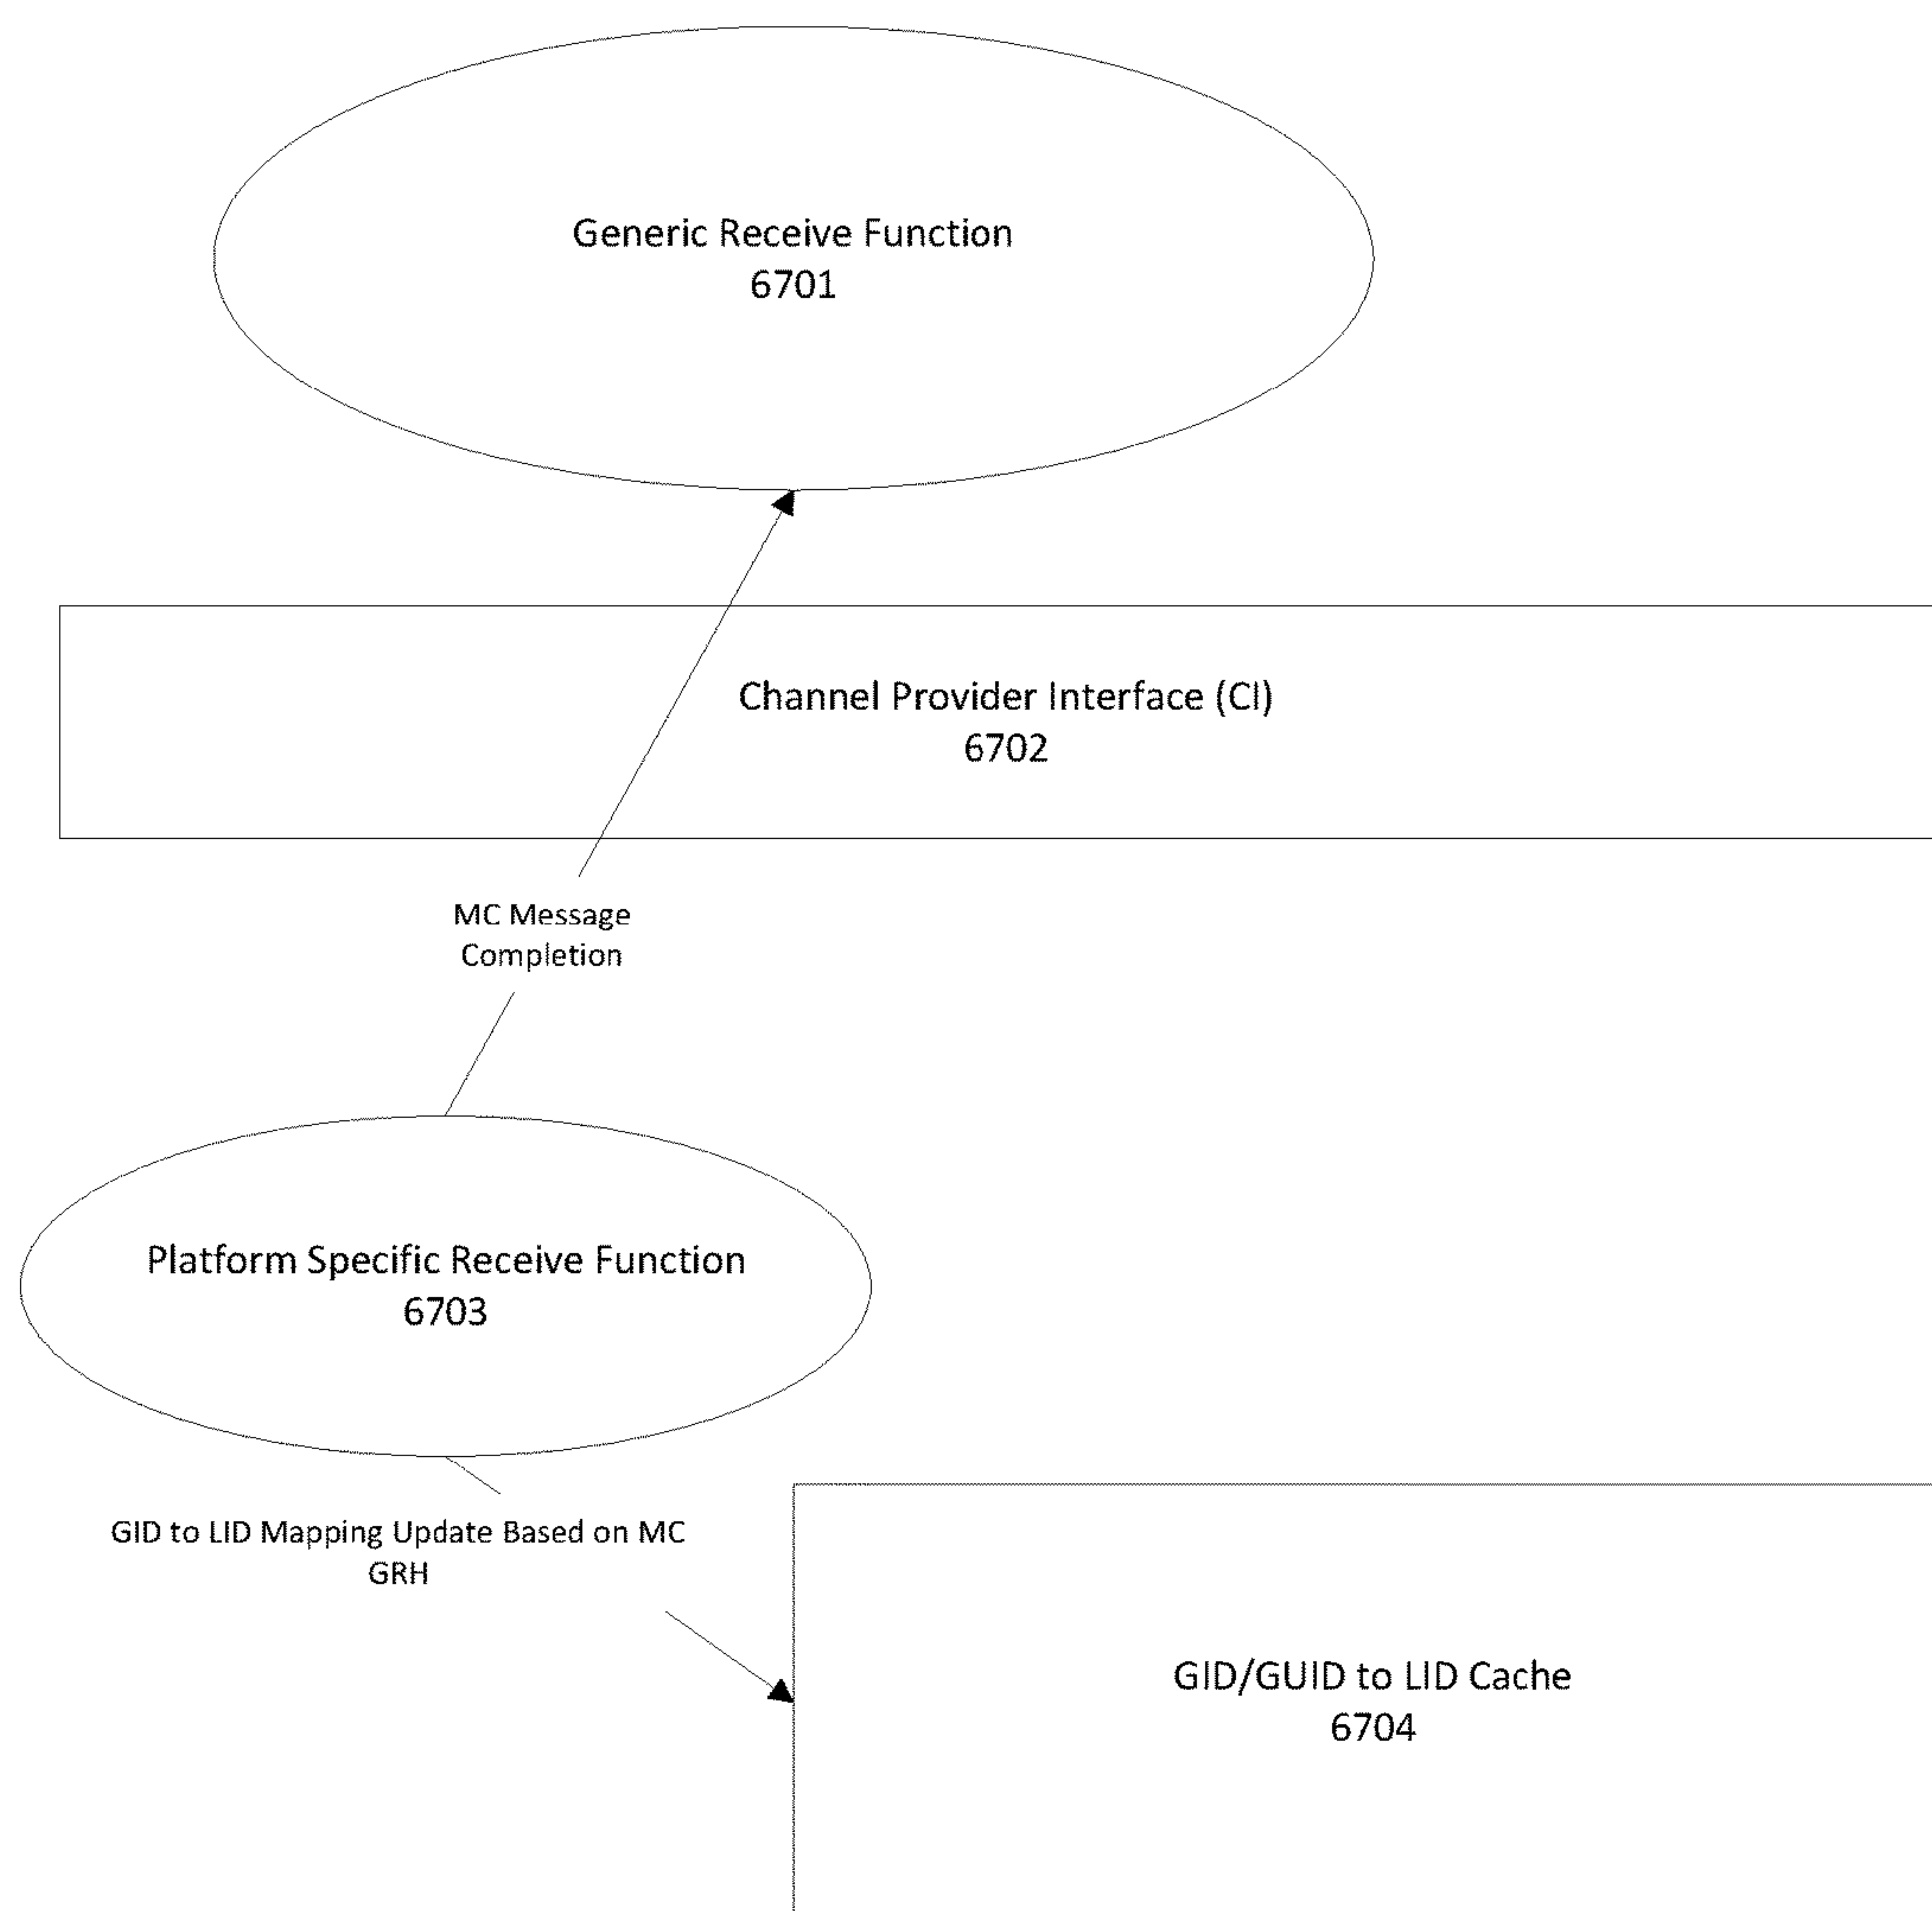 Generic Receive Function
6701
Channel Provider Interface (CI)
6702
MC Message
Completion
Platform Specific Receive Function
6703
GID to LID Mapping Update Based on MC
GRH
GID/GUID to LID Cache
6704